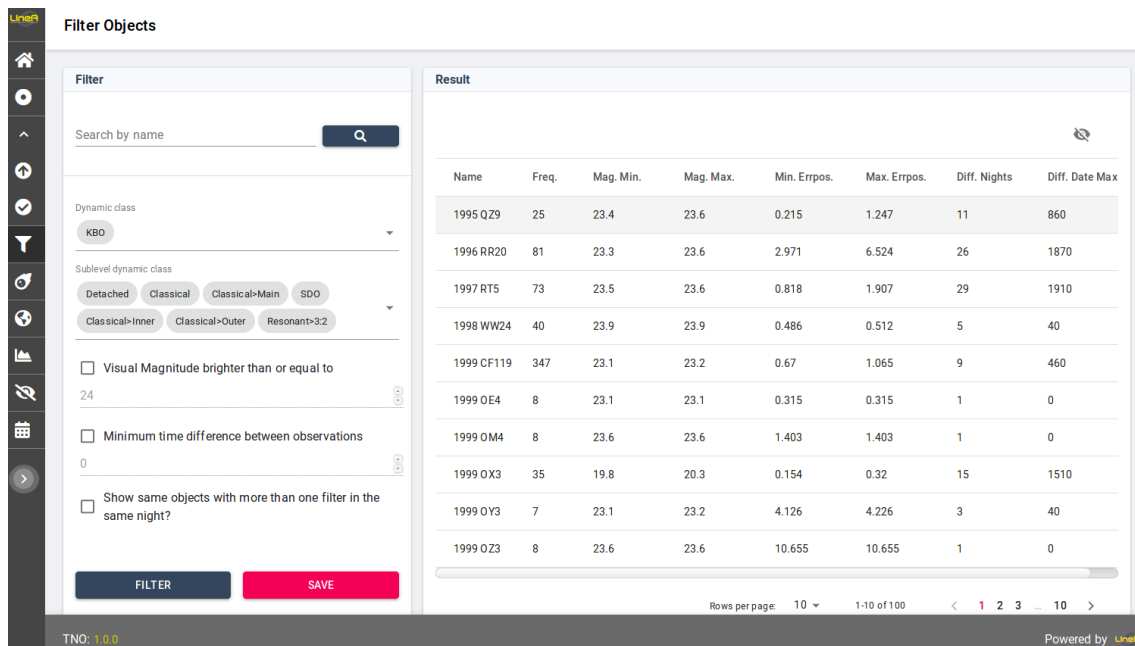 LIneA
Filter Objects
Filter
Search by name
Dynamic class
KBO
Sublevel dynamic class
Detached Classical Classical>Main SDO
Classical>Inner Classical>Outer Resonant>3:2
Visual Magnitude brighter than or equal to
24
Minimum time difference between observations
0
Show same objects with more than one filter in the
same night?
FILTER SAVE
Result
Name Freq. Mag. Min. Mag. Max. Min. Errpos. Max. Errpos. Diff. Nights Diff. Date Max
1995 QZ9 25 23.4 23.6 0.215 1.247 11 860
1996 RR20 81 23.3 23.6 2.971 6.524 26 1870
1997 RT5 73 23.5 23.6 0.818 1.907 29 1910
1998 WW24 40 23.9 23.9 0.486 0.512 5 40
1999 CF119 347 23.1 23.2 0.67 1.065 9 460
1999 OE4 8 23.1 23.1 0.315 0.315 1 0
1999 OM4 8 23.6 23.6 1.403 1.403 1 0
1999 OX3 35 19.8 20.3 0.154 0.32 15 1510
1999 OY3 7 23.1 23.2 4.126 4.226 3 40
1999 OZ3 8 23.6 23.6 10.655 10.655 1 0
Rows per page: 10 1-10 of 100 < 1 2 3 ... 10 >
TNO: 1.0.0
Powered by